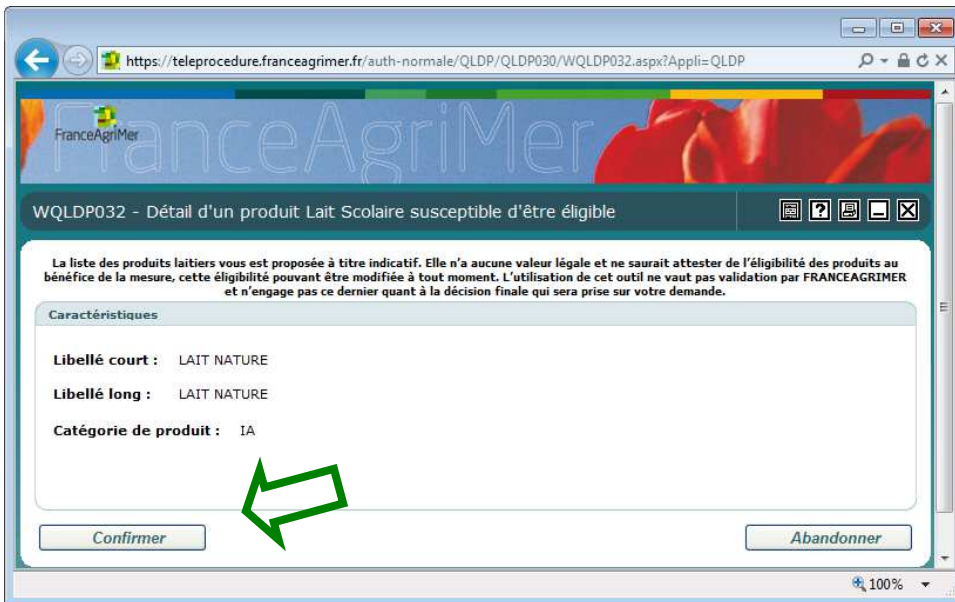 https://teleprocedure.franceagrimer.fr/auth-normale/QLDP/QLDP030/WQLDP032.aspx?Appli=QLDP
FranceAgriMer
FranceAgriMer
WQLDP032 - Détail d'un produit Lait Scolaire susceptible d'être éligible
La liste des produits laitiers vous est proposée à titre indicatif. Elle n'a aucune valeur légale et ne saurait attester de l'éligibilité des produits au
bénéfice de la mesure, cette éligibilité pouvant être modifiée à tout moment. L'utilisation de cet outil ne vaut pas validation par FRANCEAGRIMER
et n'engage pas ce dernier quant à la décision finale qui sera prise sur votre demande.
Caractéristiques
Libellé court : LAIT NATURE
Libellé long : LAIT NATURE
Catégorie de produit : IA
Confirmer Abandonner
100%